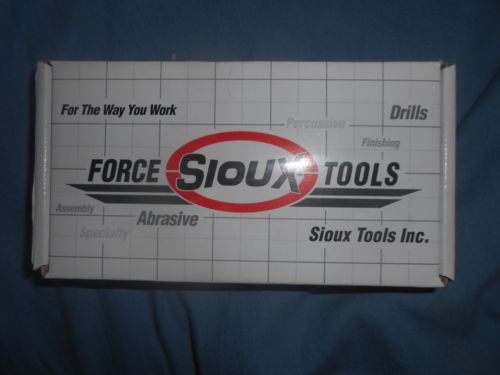 For The Way You Work
Percussive
Drills
Finishing
FORCE SIOUX TOOLS
Assembly
Abrasive
Specialty
Sioux Tools Inc.